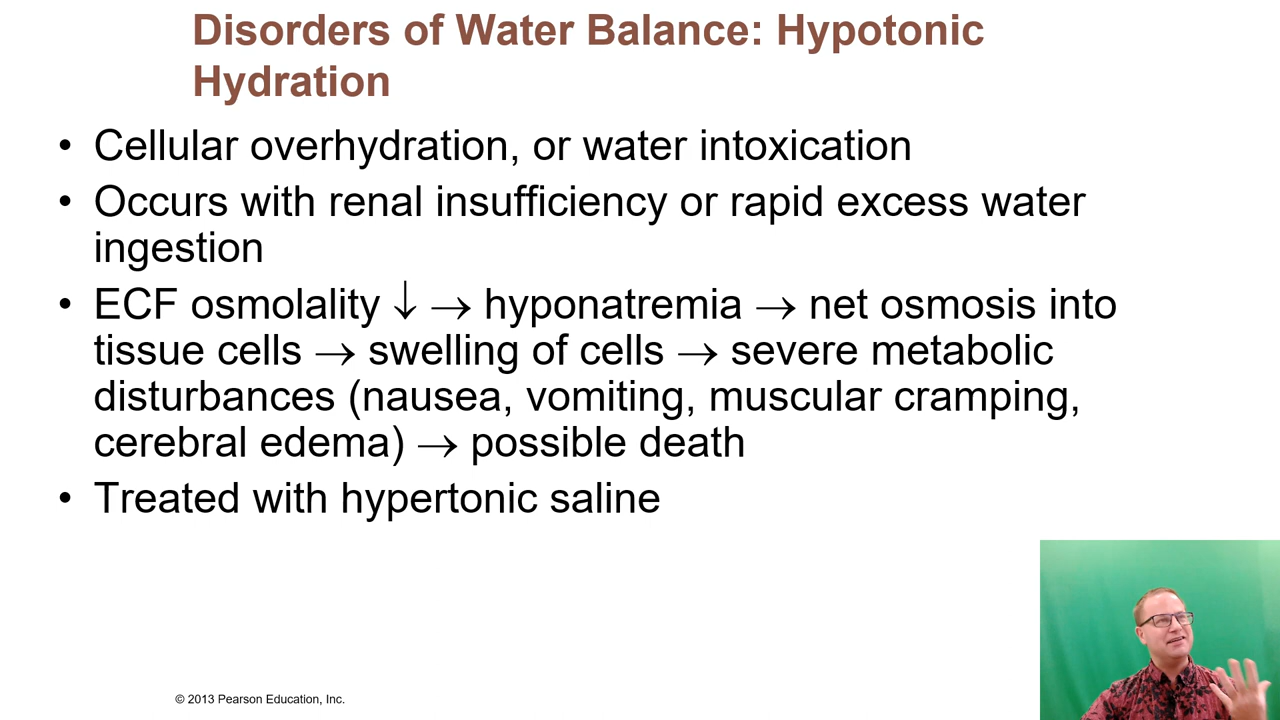 Disorders of Water Balance: Hypotonic
Hydration
• Cellular overhydration, or water intoxication
• Occurs with renal insufficiency or rapid excess water
ingestion
• ECF osmolality ↓ → hyponatremia → net osmosis into
tissue cells → swelling of cells → severe metabolic
disturbances (nausea, vomiting, muscular cramping,
cerebral edema) → possible death
• Treated with hypertonic saline
© 2013 Pearson Education, Inc.